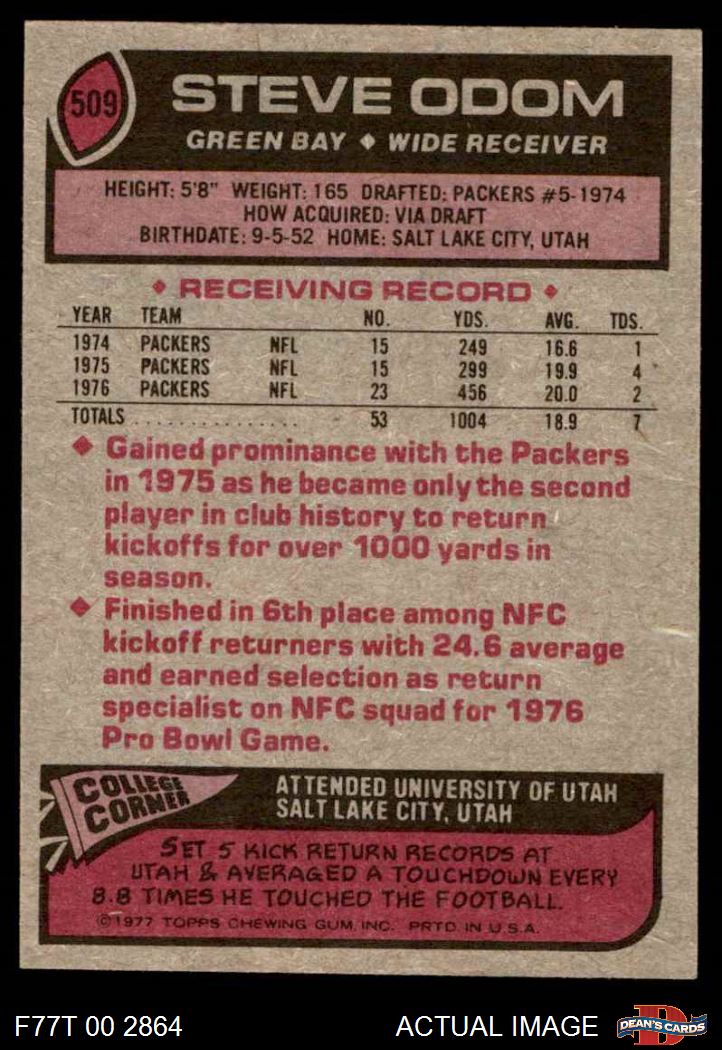 509
STEVE ODOM
GREEN BAY ♦ WIDE RECEIVER
HEIGHT: 5'8" WEIGHT: 165 DRAFTED: PACKERS #5-1974
HOW ACQUIRED: VIA DRAFT
BIRTHDATE: 9-5-52 HOME: SALT LAKE CITY, UTAH
♦ RECEIVING RECORD ♦
YEAR TEAM NO. YDS. AVG. TDS.
1974 PACKERS NFL 15 249 16.6 1
1975 PACKERS NFL 15 299 19.9 4
1976 PACKERS NFL 23 456 20.0 2
TOTALS . . . . . . . . . . . . . . . 53 1004 18.9 7
♦ Gained prominance with the Packers
in 1975 as he became only the second
player in club history to return
kickoffs for over 1000 yards in
season.
♦ Finished in 6th place among NFC
kickoff returners with 24.6 average
and earned selection as return
specialist on NFC squad for 1976
Pro Bowl Game.
COLLEGE
CORNER
ATTENDED UNIVERSITY OF UTAH
SALT LAKE CITY, UTAH
SET 5 KICK RETURN RECORDS AT
UTAH & AVERAGED A TOUCHDOWN EVERY
8.8 TIMES HE TOUCHED THE FOOTBALL.
©1977 TOPPS CHEWING GUM, INC. PRTD. IN U.S.A.
F77T 00 2864 ACTUAL IMAGE
D
DEAN'S CARDS